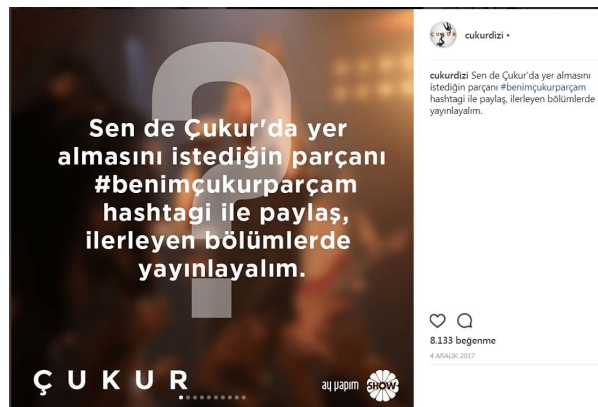 Sen de Çukur'da yer
almasını istediğin parçanı
#benimçukurparçam
hashtagi ile paylaş,
ilerleyen bölümlerde
yayınlayalım.
ÇUKUR
ay yapım
SHOW
cukurdizi •
cukurdizi Sen de Çukur'da yer almasını
istediğin parçanı #benimçukurparçam
hashtagi ile paylaş, ilerleyen bölümlerde
yayınlayalım.
8.133 beğenme
4 ARALIK 2017